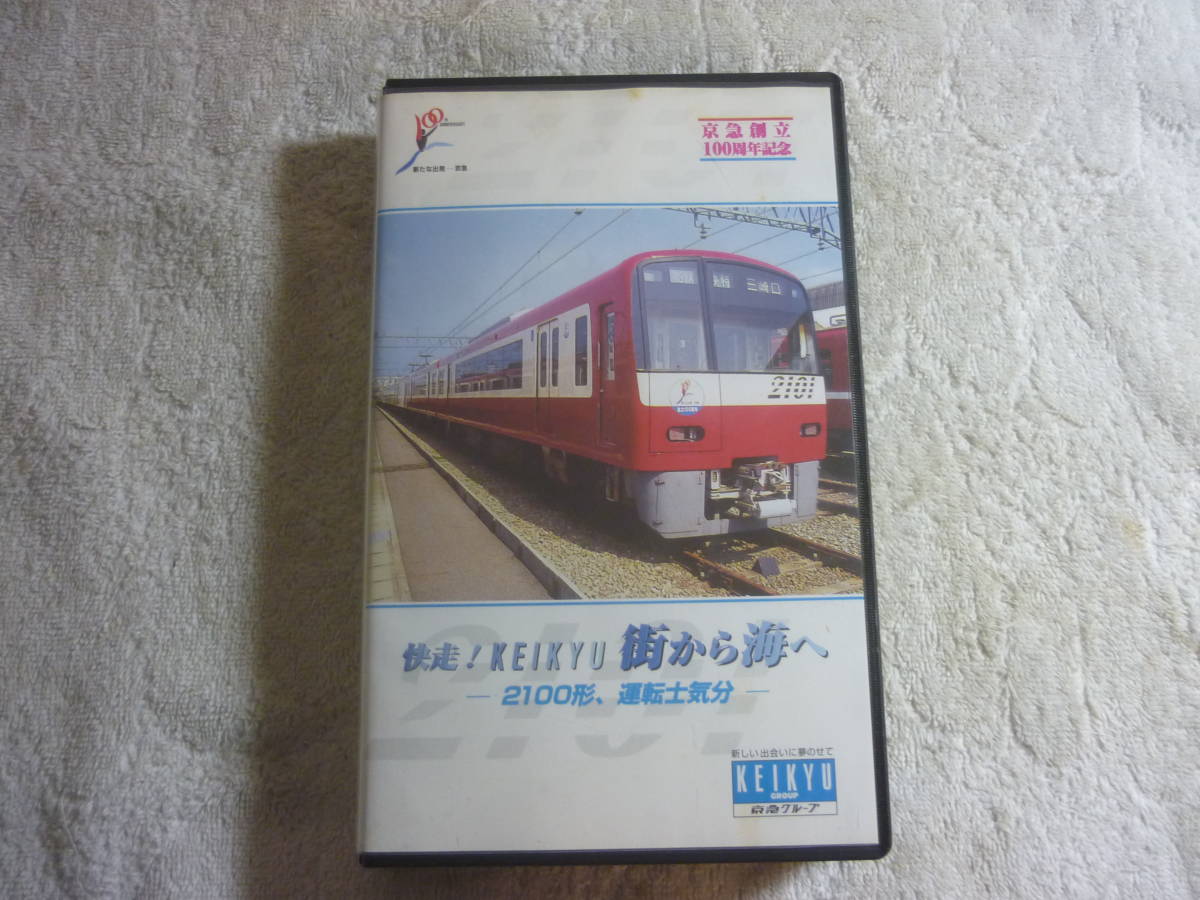 100th
ANNIVERSARY
新たな出発…京急
京急創立
100周年記念
三崎口
2101
快走!KEIKYU 街から海へ
― 2100形、運転士気分 ―
新しい出会いに夢のせて
KEIKYU
GROUP
京急グループ
2101